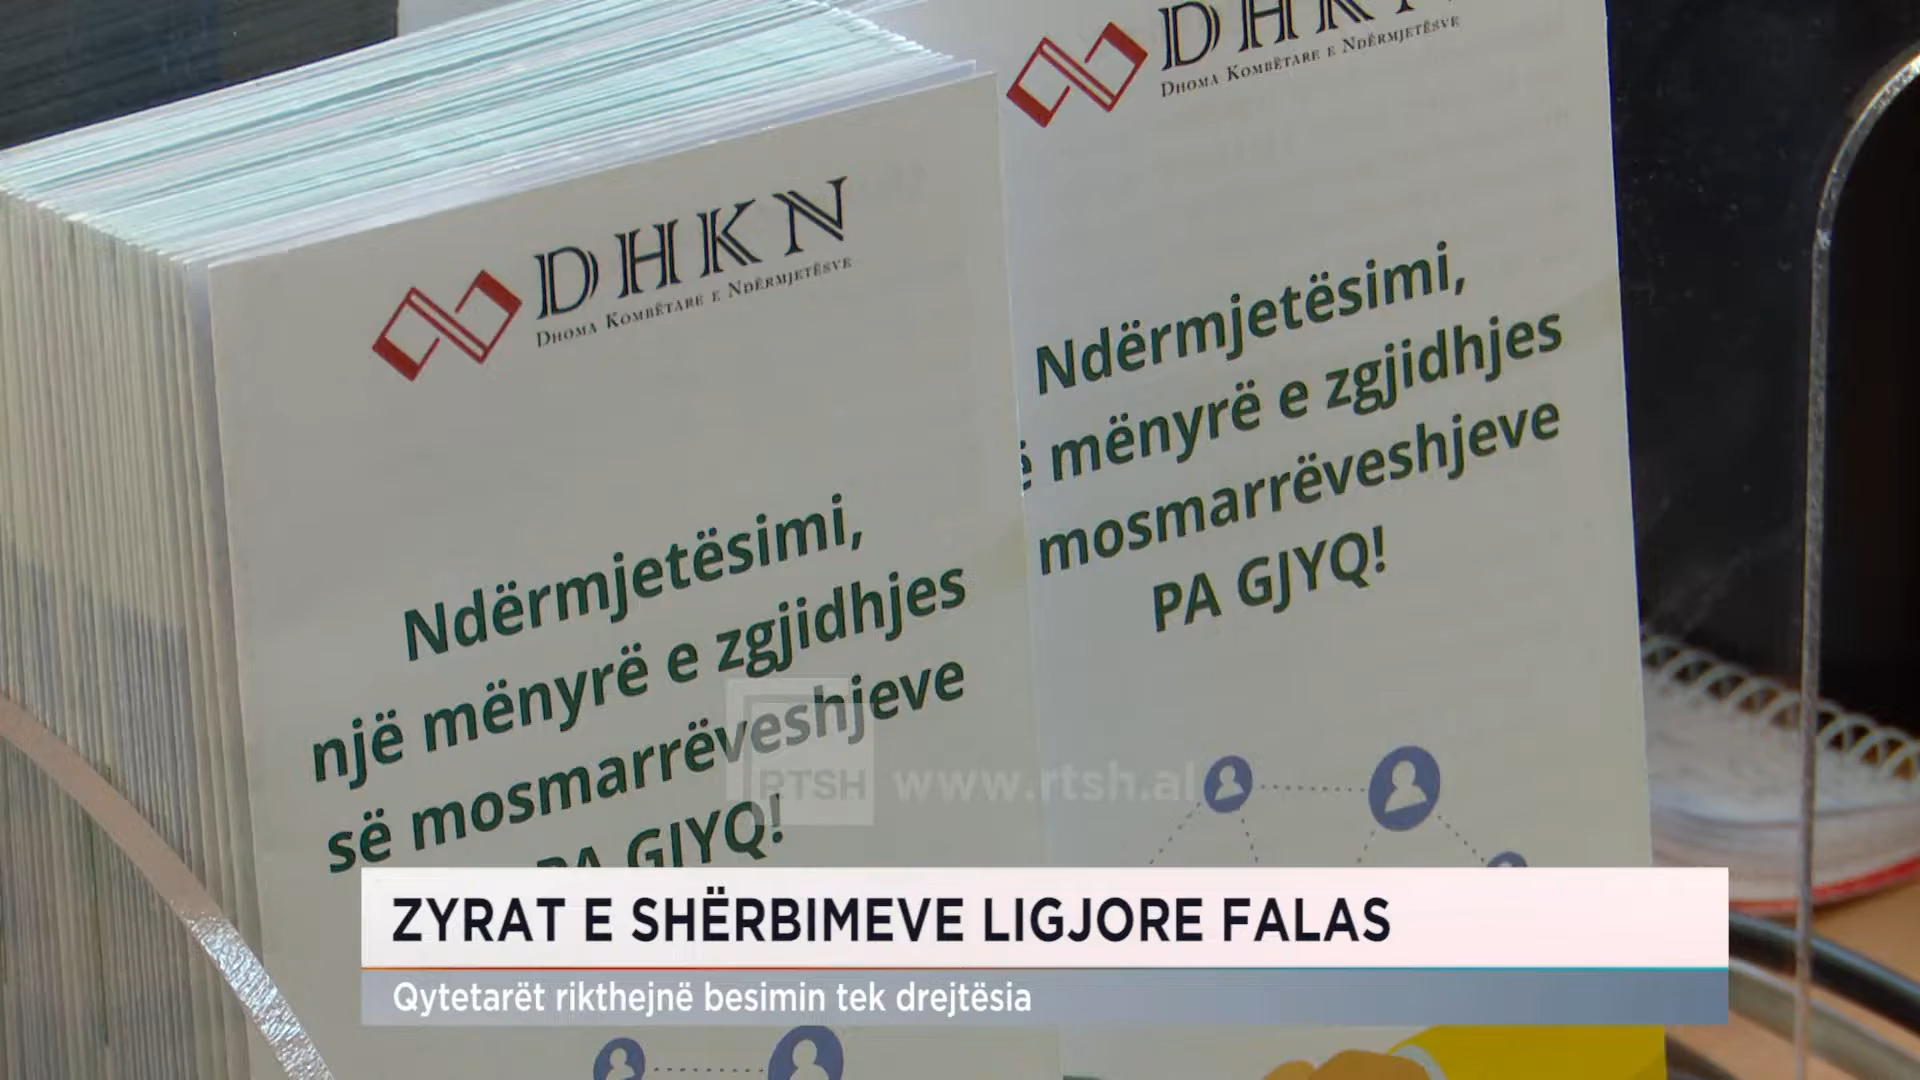 DHKN
DHOMA KOMBËTARE E NDËRMJETËSVE
Ndërmjetësimi,
një mënyrë e zgjidhjes
së mosmarrëveshjeve
PA GJYQ!
DHKN
DHOMA KOMBËTARE E NDËRMJETËSVE
Ndërmjetësimi,
ë mënyrë e zgjidhjes
mosmarrëveshjeve
PA GJYQ!
RTSH www.rtsh.al
ZYRAT E SHËRBIMEVE LIGJORE FALAS
Qytetarët rikthejnë besimin tek drejtësia